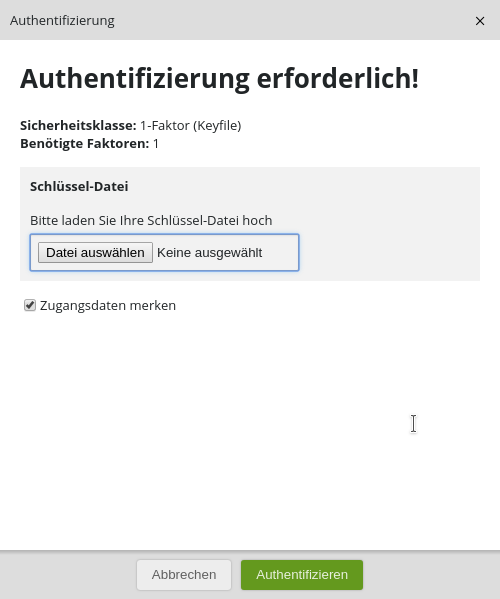 Authentifizierung
Authentifizierung erforderlich!
Sicherheitsklasse: 1-Faktor (Keyfile)
Benötigte Faktoren: 1
Schlüssel-Datei
Bitte laden Sie Ihre Schlüssel-Datei hoch
Datei auswählen Keine ausgewählt
Zugangsdaten merken
Abbrechen Authentifizieren